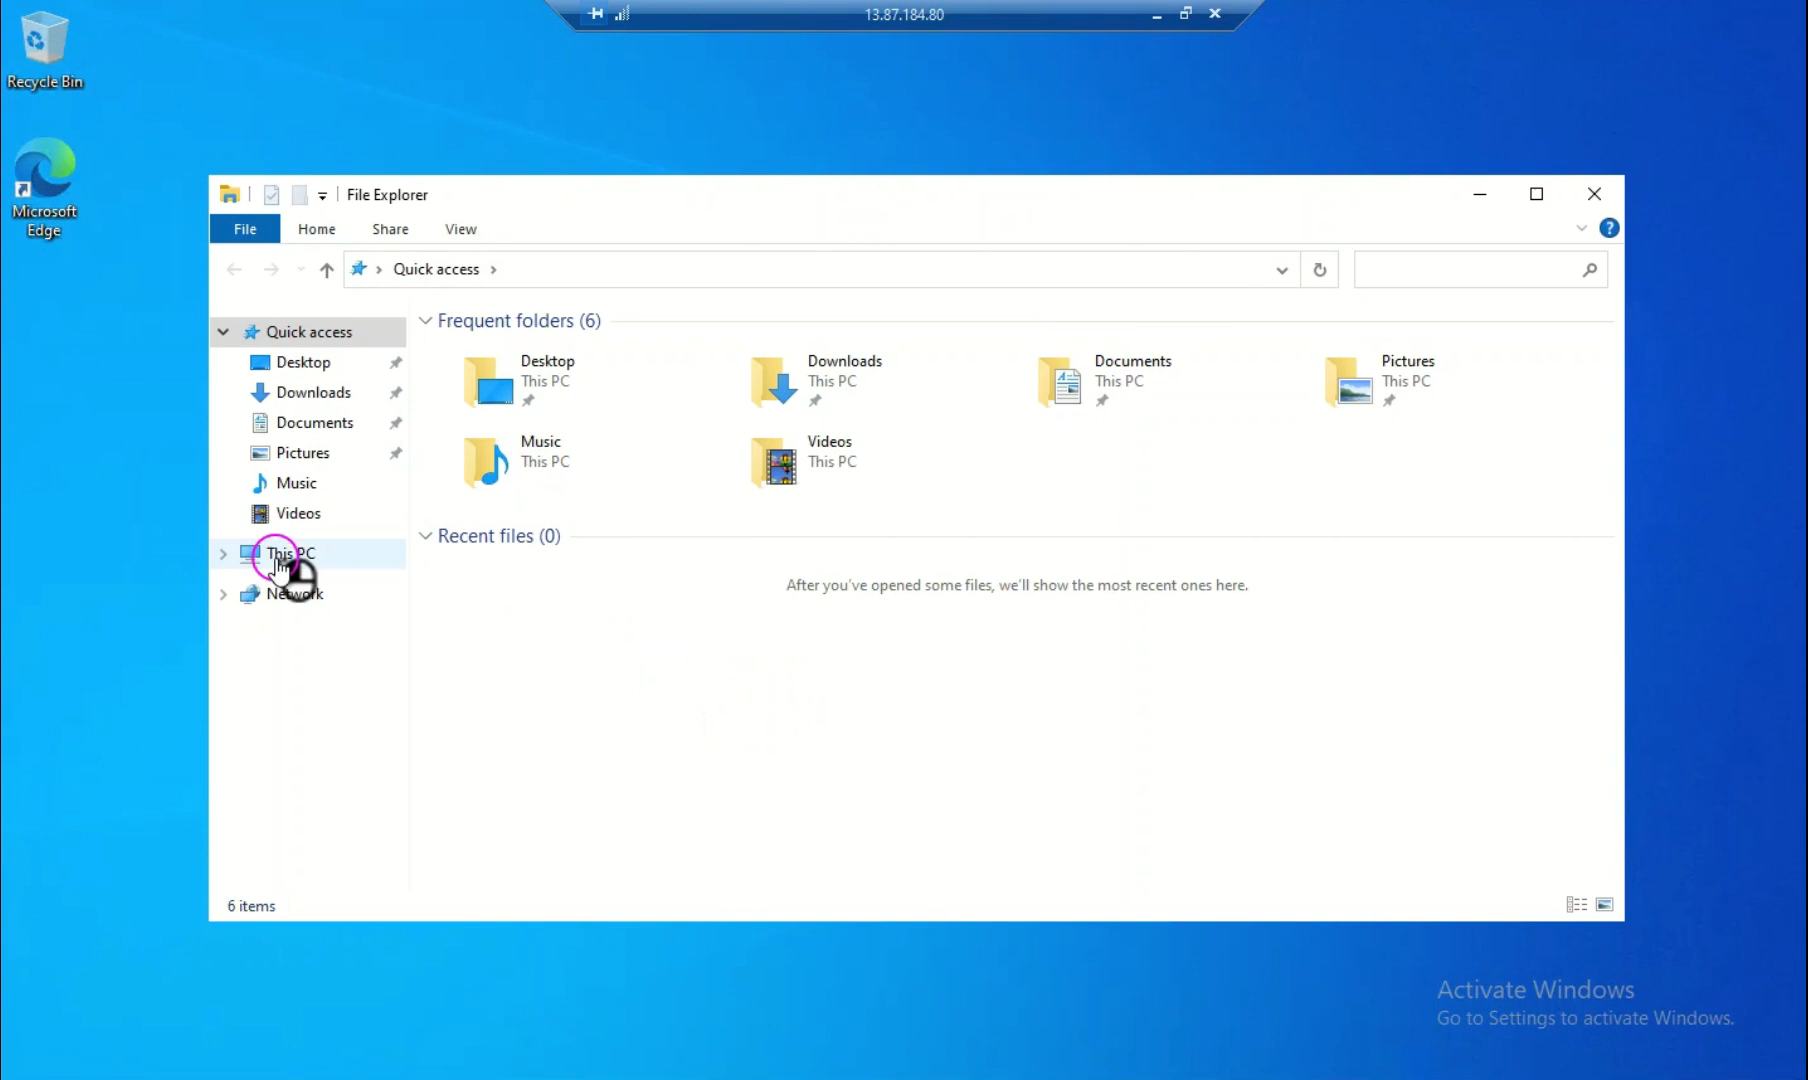 13.87.184.80
Recycle Bin
Microsoft
Edge
File Explorer
File
Home
Share
View
Quick access
Quick access
Desktop
Downloads
Documents
Pictures
Music
Videos
This PC
Network
Frequent folders (6)
Desktop
This PC
Downloads
This PC
Documents
This PC
Pictures
This PC
Music
This PC
Videos
This PC
Recent files (0)
After you've opened some files, we'll show the most recent ones here.
6 items
Activate Windows
Go to Settings to activate Windows.